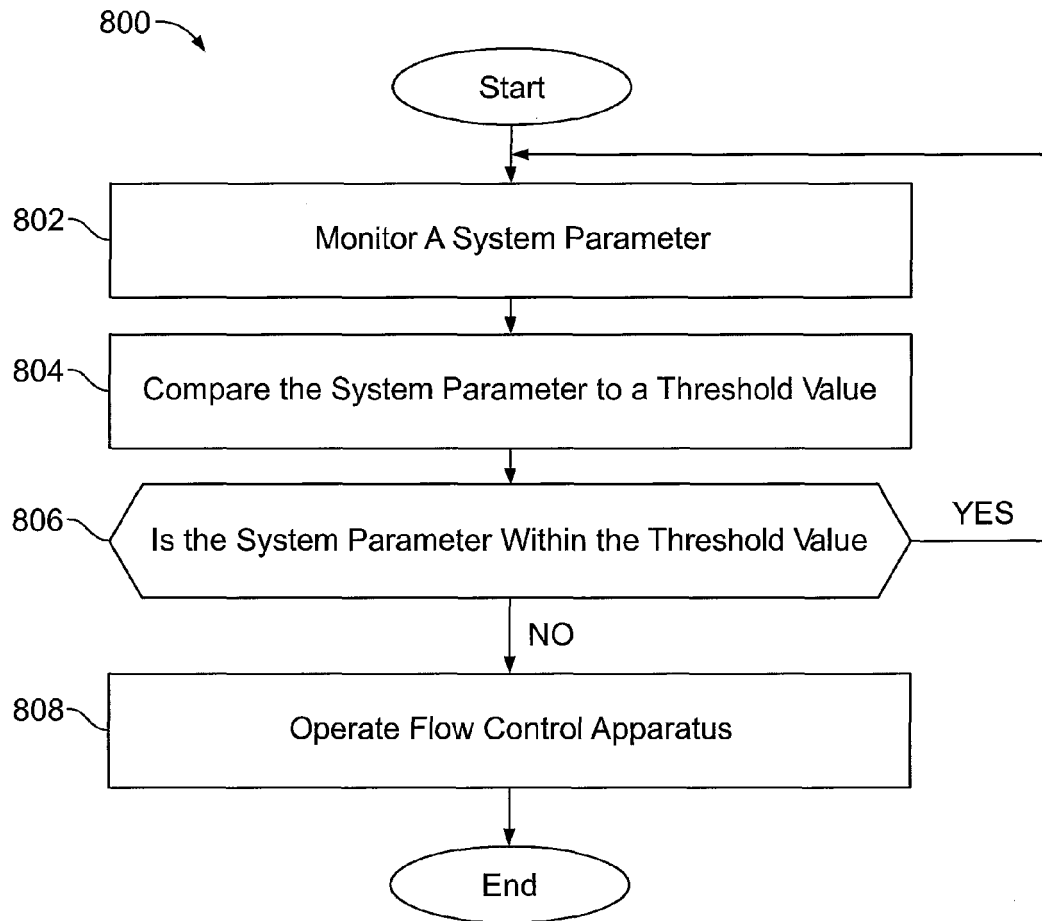 800
Start
802
Monitor A System Parameter
804
Compare the System Parameter to a Threshold Value
806
Is the System Parameter Within the Threshold Value
YES
NO
808
Operate Flow Control Apparatus
End